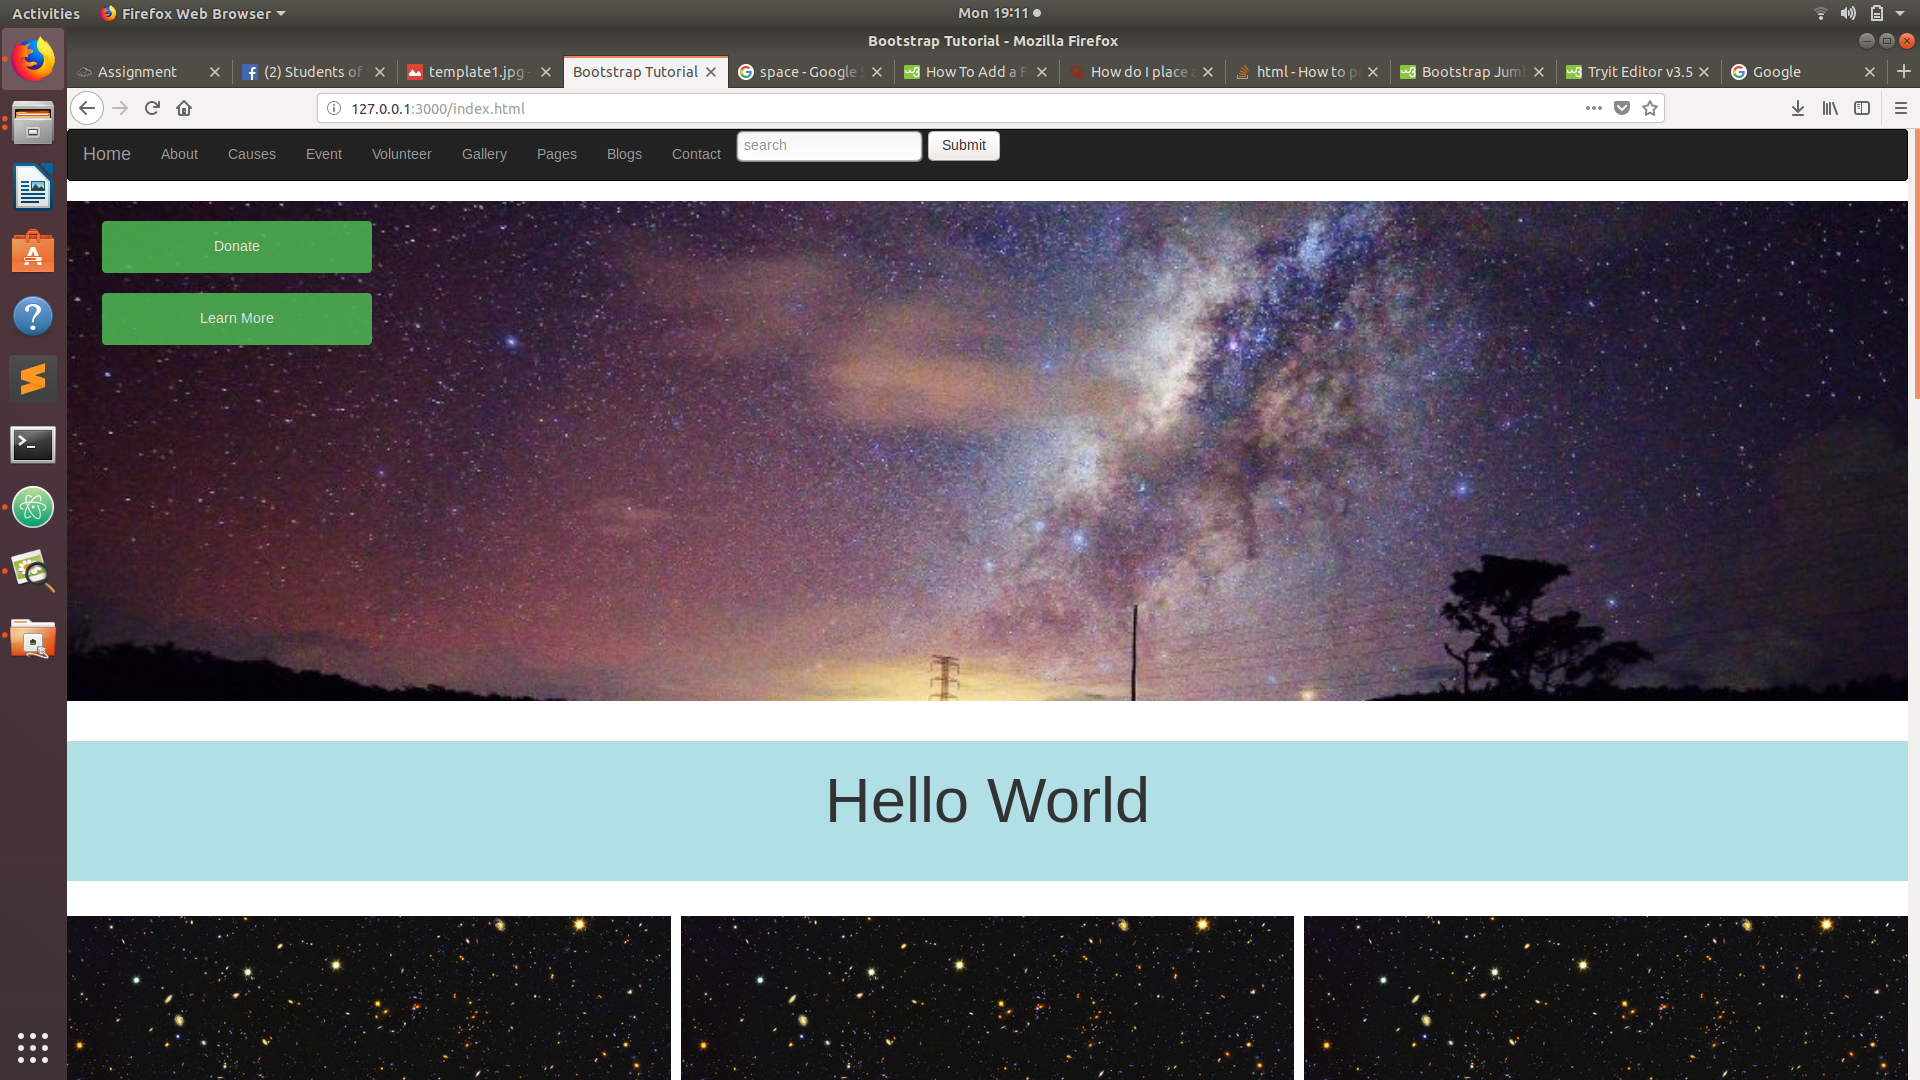 Activities Firefox Web Browser Mon 19:11
Bootstrap Tutorial - Mozilla Firefox
Assignment (2) Students of template1.jpg - Bootstrap Tutorial space - Google How To Add a How do I place html - How to Bootstrap Tryit Editor v3.5 Google
127.0.0.1:3000/index.html
Home About Causes Event Volunteer Gallery Pages Blogs Contact search Submit
Donate
Learn More
Hello World